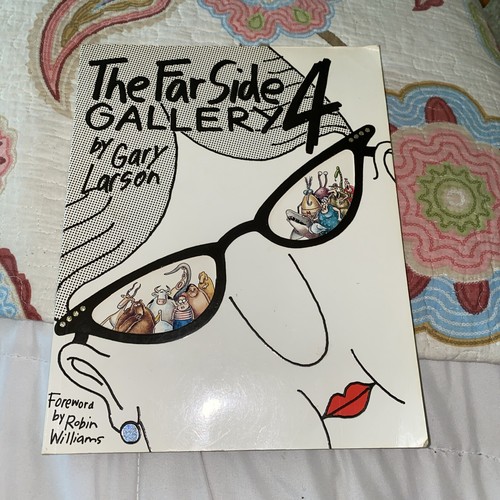 The Far Side
GALLERY 4
by Gary
Larson
Foreword
by Robin
Williams